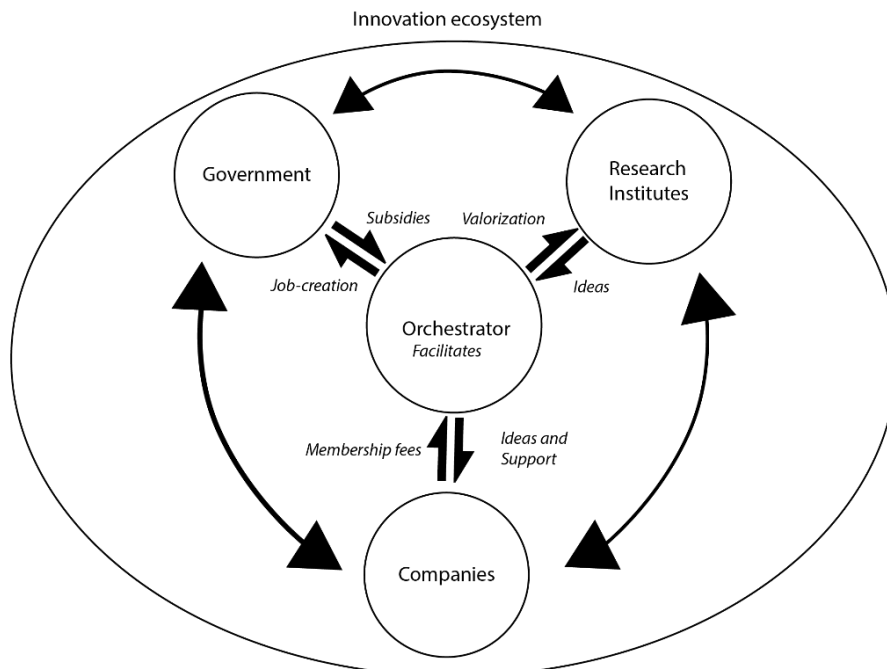 Innovation ecosystem
Government
Research
Institutes
Subsidies
Valorization
Job-creation
Ideas
Orchestrator
Facilitates
Membership fees
Ideas and
Support
Companies